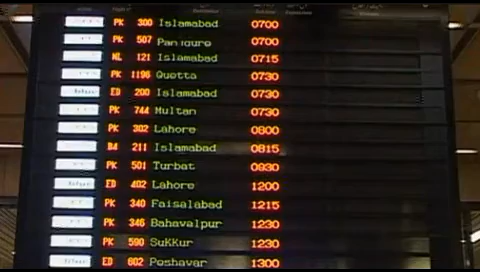 PK 300 Islamabad 0700
PK 507 Panjguro 0700
NL 121 Islamabad 0715
PK 1196 Quetta 0730
ED 200 Islamabad 0730
PK 744 Multan 0730
PK 302 Lahore 0800
B4 211 Islamabad 0815
PK 501 Turbat 0930
ED 402 Lahore 1200
PK 340 Faisalabad 1215
PK 346 Bahavalpur 1230
PK 590 SuKKur 1230
ED 602 Peshavar 1300